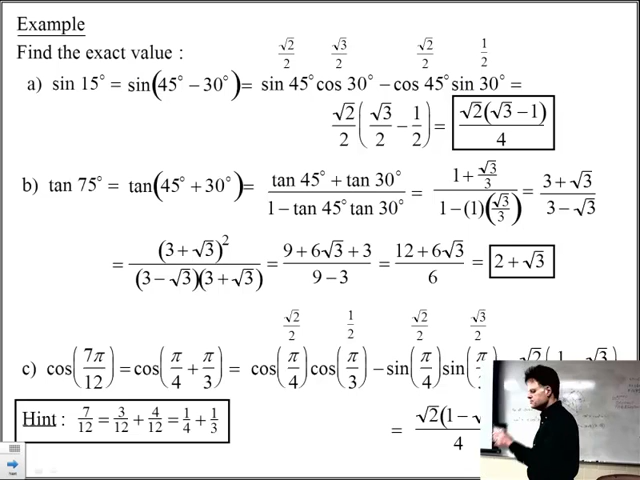 Example
Find the exact value :
√2/2 √3/2 √2/2 1/2
a) sin 15° = sin(45° − 30°) = sin 45° cos 30° − cos 45° sin 30° =
√2/2 (√3/2 − 1/2) = √2(√3 − 1)/4
b) tan 75° = tan(45° + 30°) = (tan 45° + tan 30°)/(1 − tan 45° tan 30°) = (1 + √3/3)/(1 − (1)(√3/3)) = (3 + √3)/(3 − √3)
= (3 + √3)²/((3 − √3)(3 + √3)) = (9 + 6√3 + 3)/(9 − 3) = (12 + 6√3)/6 = 2 + √3
√2/2 1/2 √2/2 √3/2
c) cos(7π/12) = cos(π/4 + π/3) = cos(π/4) cos(π/3) − sin(π/4) sin(π/
Hint : 7/12 = 3/12 + 4/12 = 1/4 + 1/3
= √2(1 − √ /4